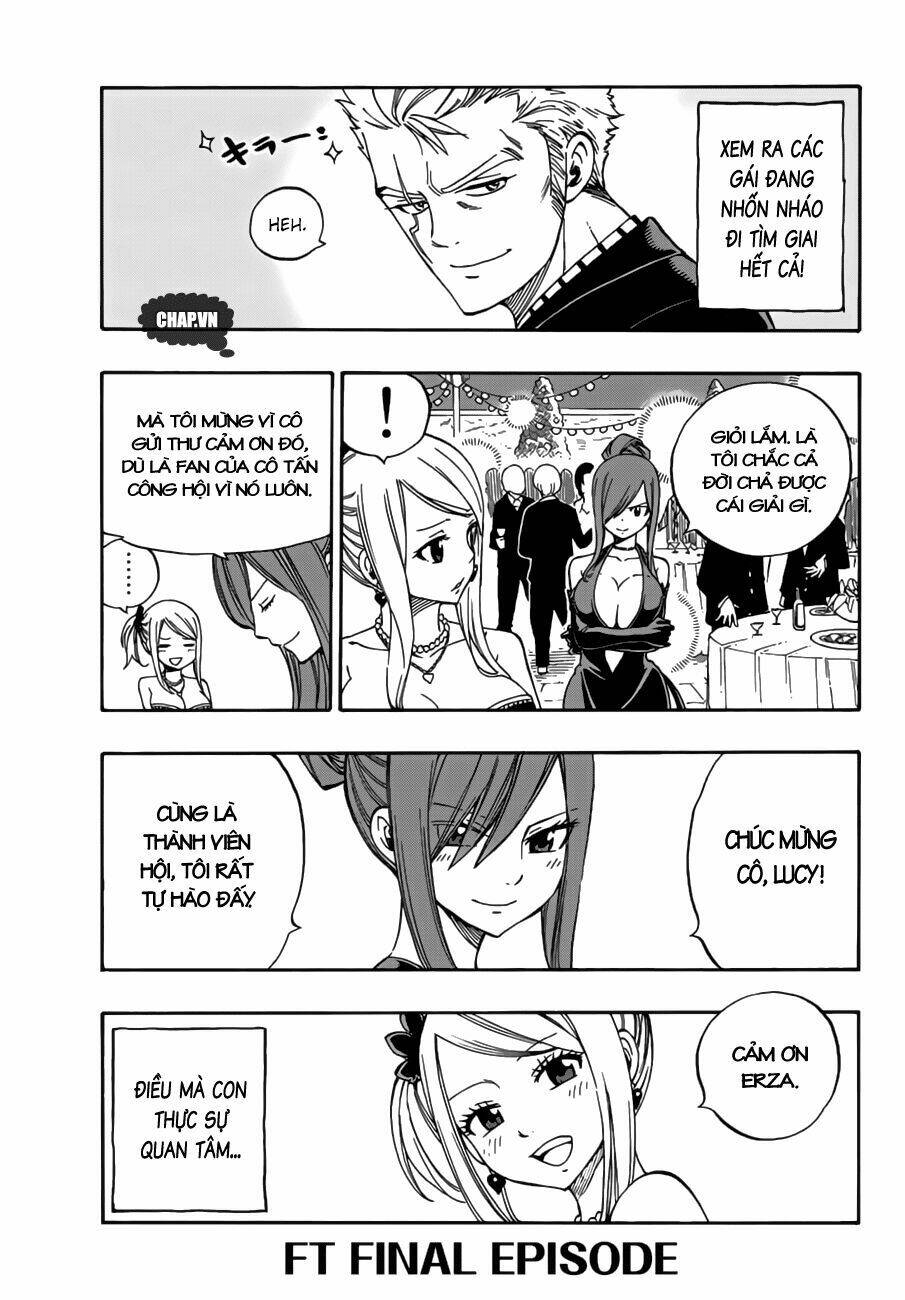 XEM RA CÁC
GÁI ĐANG
NHỐN NHÁO
ĐI TÌM GIAI
HẾT CẢ!
キラーン
HEH.
CHAP.VN
GIỎI LẮM. LÀ
TÔI CHẮC CẢ
ĐỜI CHẢ ĐƯỢC
CÁI GIẢI GÌ.
!
MÀ TÔI MỪNG VÌ CÔ
GỬI THƯ CẢM ƠN ĐÓ,
DÙ LÀ FAN CỦA CÔ TẤN
CÔNG HỘI VÌ NÓ LUÔN.
......
CHÚC MỪNG
CÔ, LUCY!
CÙNG LÀ
THÀNH VIÊN
HỘI, TÔI RẤT
TỰ HÀO ĐẤY.
CẢM ƠN
ERZA.
ĐIỀU MÀ CON
THỰC SỰ
QUAN TÂM...
FT FINAL EPISODE